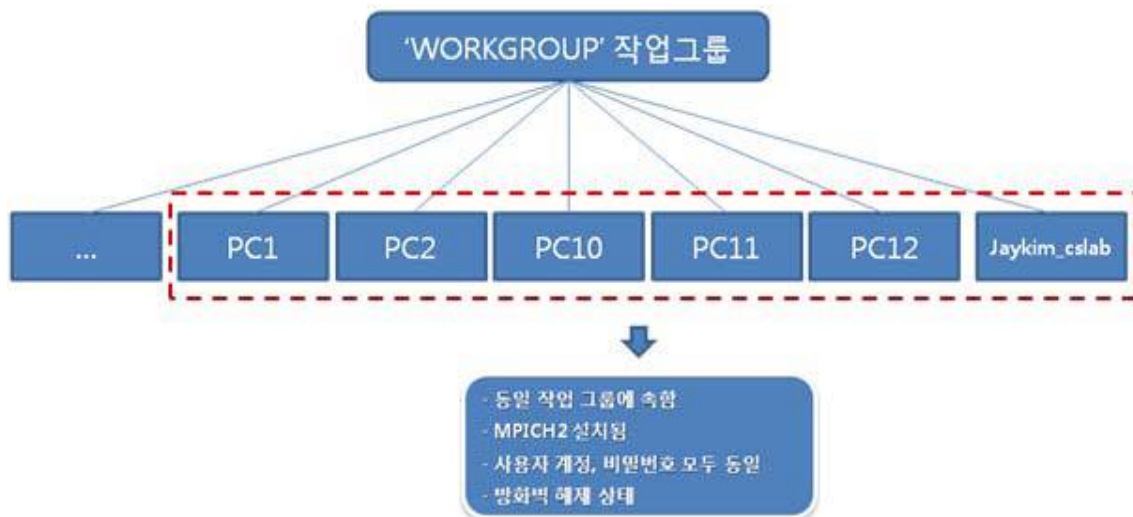 'WORKGROUP' 작업그룹
...
PC1
PC2
PC10
PC11
PC12
Jaykim_cslab
- 동일 작업 그룹에 속함
- MPICH2 설치됨
- 사용자 계정, 비밀번호 모두 동일
- 방화벽 해제 상태